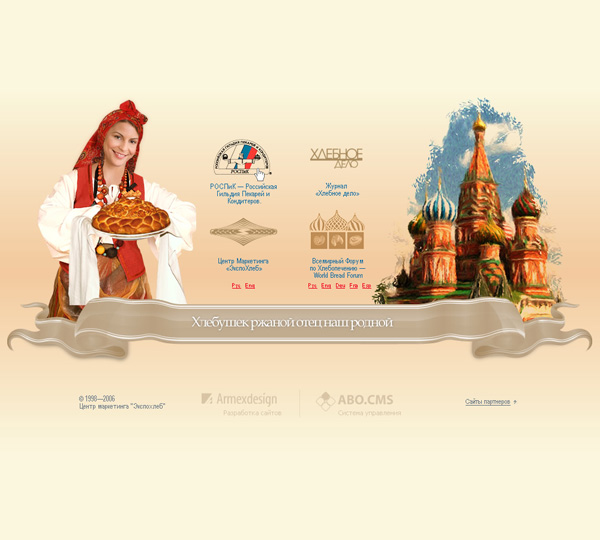 РОСПиК
РОСПиК — Российская
Гильдия Пекарей и
Кондитеров.
ХЛЕБНОЕ
ДЕЛО
Журнал
«Хлебное дело»
Центр Маркетинга
«ЭкспоХлеб»
Рус Eng
Всемирный Форум
по Хлебопечению —
World Bread Forum
Рус Eng Deu Fra Esp
Хлебушек ржаной отец наш родной
© 1998—2006
Центр маркетинга "Экспохлеб"
Armexdesign
Разработка сайтов
ABO.CMS
Система управления
Сайты партнеров